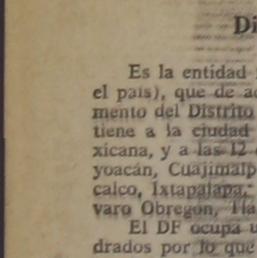 Di
Es la entidad
el país), que de a
mento del Distrito
tiene a la ciudad
xicana, y a las 12
yoacán, Cuajimalp
calco, Ixtapalapa,
varo Obregón, Tla
El DF ocupa u
drados por lo que